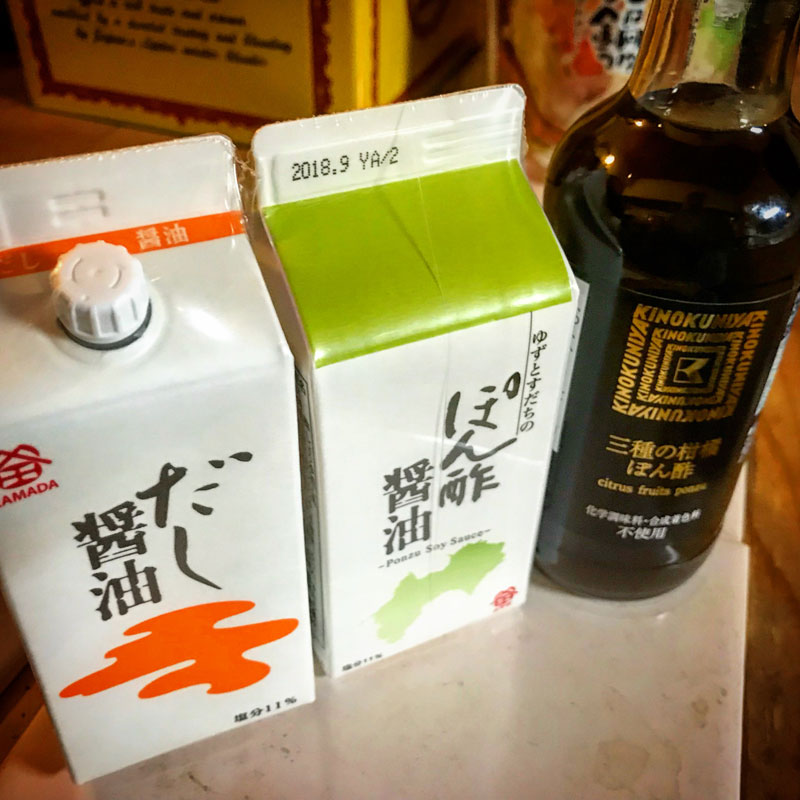 醤油
KAMADA
だし
醤油
塩分11%
2018.9 YA/2
ゆずとすだちの
ぽん酢
醤油
-Ponzu Soy Sauce-
塩分11%
KINOKUNIYA
三種の柑橘
ぽん酢
citrus fruits ponzu
化学調味料・合成着色料
不使用